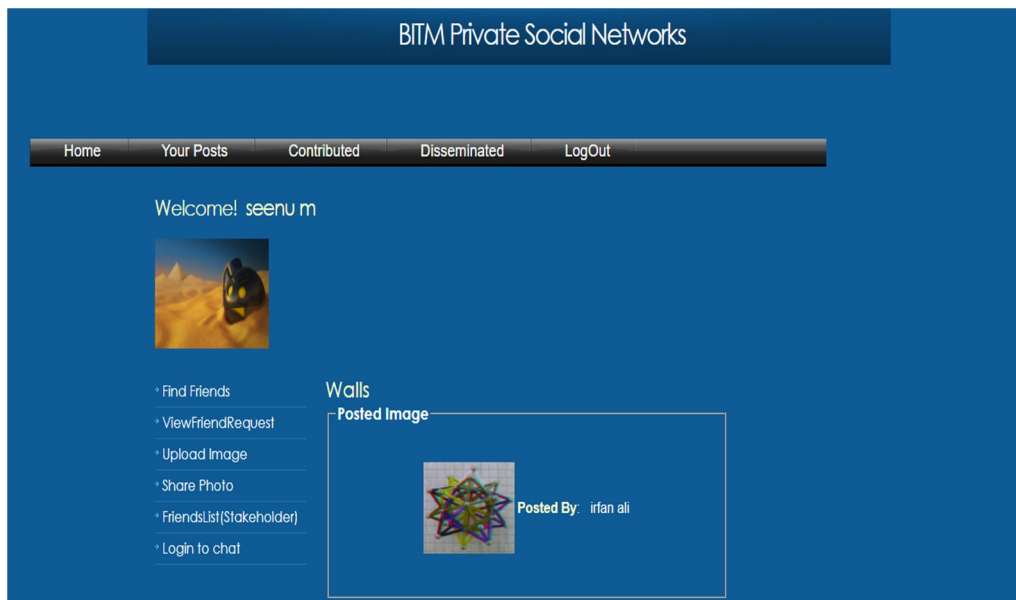 BITM Private Social Networks
Home Your Posts Contributed Disseminated LogOut
Welcome! seenu m
Find Friends
ViewFriendRequest
Upload Image
Share Photo
FriendsList(Stakeholder)
Login to chat
Walls
Posted Image
Posted By: irfan ali